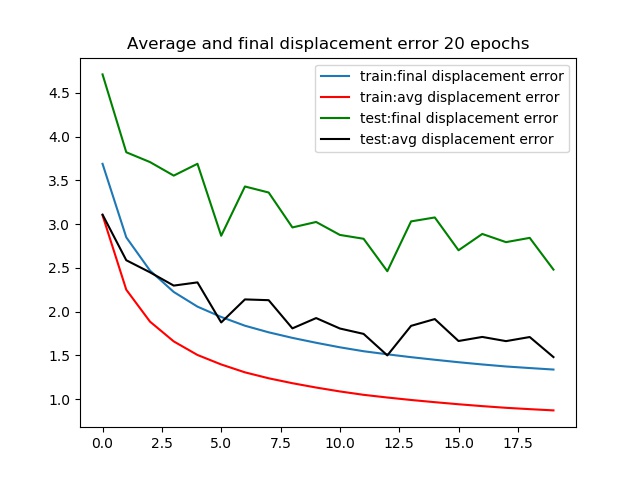 Average and final displacement error 20 epochs
train:final displacement error
train:avg displacement error
test:final displacement error
test:avg displacement error
4.5
4.0
3.5
3.0
2.5
2.0
1.5
1.0
0.0 2.5 5.0 7.5 10.0 12.5 15.0 17.5